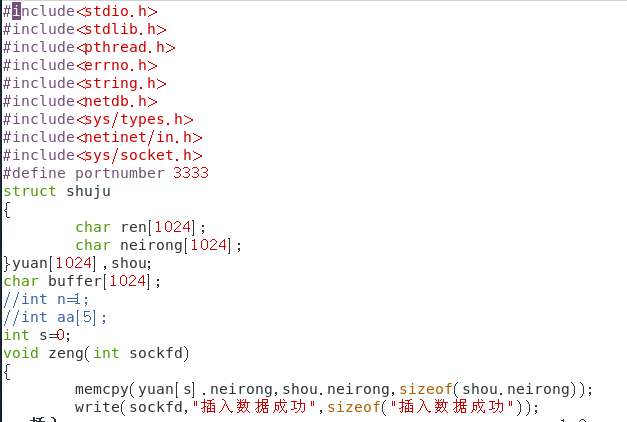 #include<stdio.h>
#include<stdlib.h>
#include<pthread.h>
#include<errno.h>
#include<string.h>
#include<netdb.h>
#include<sys/types.h>
#include<netinet/in.h>
#include<sys/socket.h>
#define portnumber 3333
struct shuju
{
        char ren[1024];
        char neirong[1024];
}yuan[1024],shou;
char buffer[1024];
//int n=1;
//int aa[5];
int s=0;
void zeng(int sockfd)
{
        memcpy(yuan[s].neirong,shou.neirong,sizeof(shou.neirong));
        write(sockfd,"插入数据成功",sizeof("插入数据成功"));